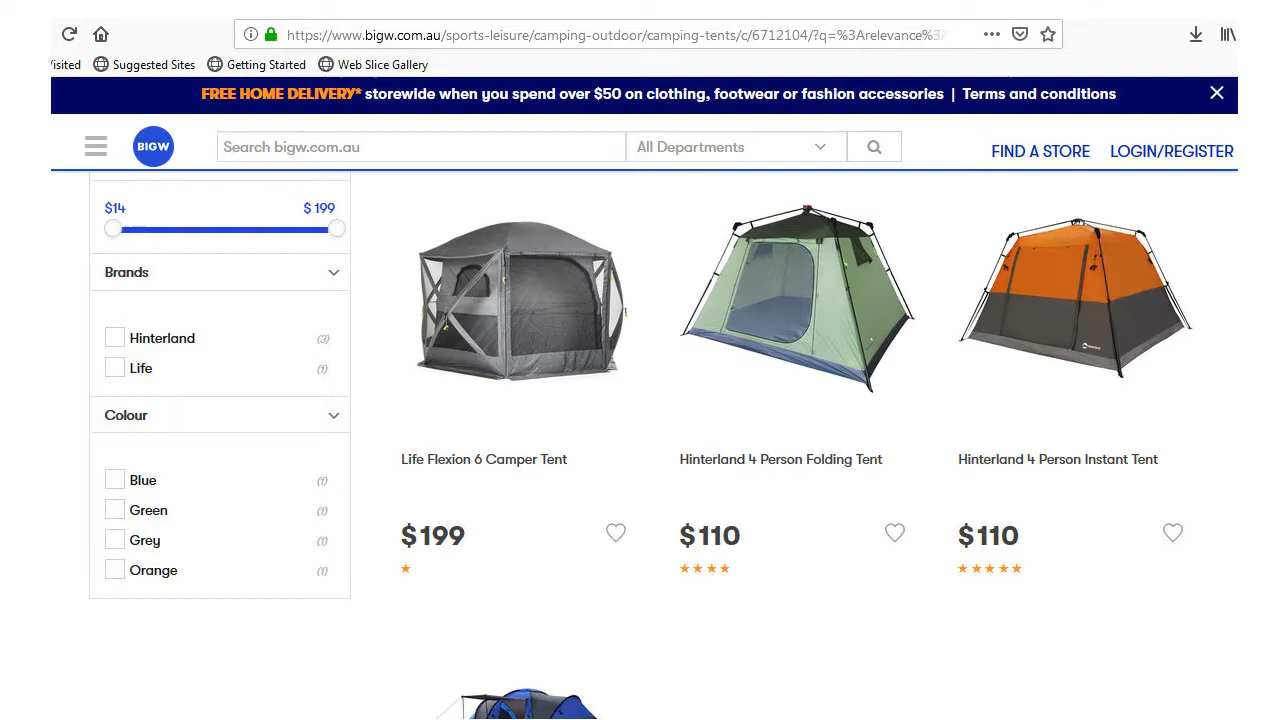 https://www.bigw.com.au/sports-leisure/camping-outdoor/camping-tents/c/6712104/?q=%3Arelevance%3A
Suggested Sites
Getting Started
Web Slice Gallery
FREE HOME DELIVERY* storewide when you spend over $50 on clothing, footwear or fashion accessories | Terms and conditions
BIGW
Search bigw.com.au
All Departments
FIND A STORE
LOGIN/REGISTER
$14
$199
Brands
Hinterland (3)
Life (1)
Colour
Blue (1)
Green (1)
Grey (1)
Orange (1)
Life Flexion 6 Camper Tent
$199
Hinterland 4 Person Folding Tent
$110
Hinterland 4 Person Instant Tent
$110